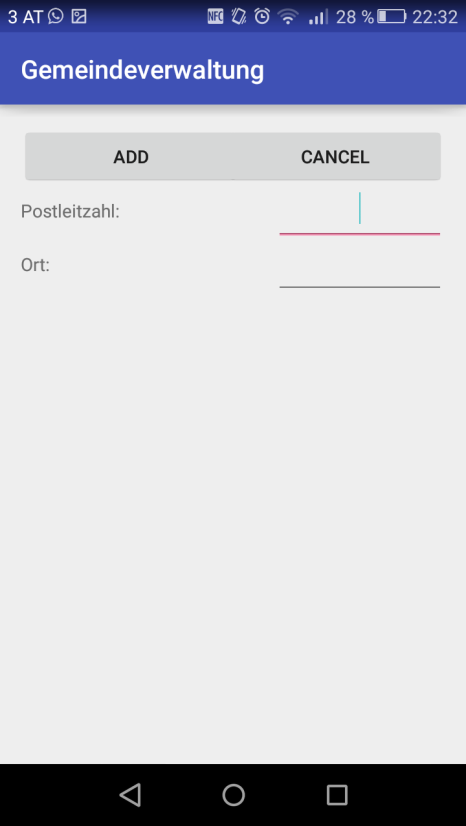 3 AT NFC 28 % 22:32
Gemeindeverwaltung
ADD CANCEL
Postleitzahl:
Ort: